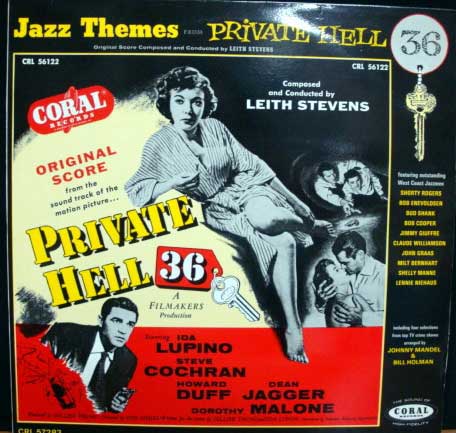 Jazz Themes FROM PRIVATE HELL 36
Original Score Composed and Conducted by LEITH STEVENS
CRL 56122
CRL 56122
CORAL
RECORDS
Composed
and Conducted by
LEITH STEVENS
ORIGINAL
SCORE
from the
sound track of the
motion picture...
PRIVATE
HELL 36
A
FILMAKERS
Production
Starring IDA
LUPINO
STEVE
COCHRAN
HOWARD
DUFF
DEAN
JAGGER
DOROTHY MALONE
featuring outstanding
West Coast Jazzmen
SHORTY ROGERS
BOB ENEVOLDSEN
BUD SHANK
BOB COOPER
JIMMY GIUFFRE
CLAUDE WILLIAMSON
JOHN GRAAS
MILT BERNHART
SHELLY MANNE
LENNIE NIEHAUS
including four selections
from top TV crime shows
arranged by
JOHNNY MANDEL
& BILL HOLMAN
THE SOUND OF
CORAL
RECORDS
HIGH FIDELITY
CRL 57283